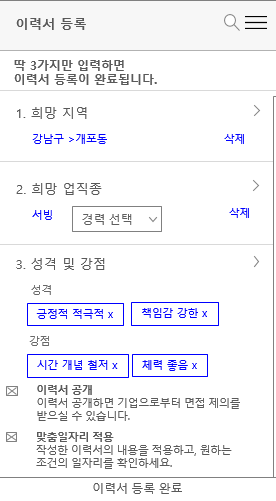 이력서 등록
딱 3가지만 입력하면
이력서 등록이 완료됩니다.
1. 희망 지역
강남구 >개포동 삭제
2. 희망 업직종
서빙 경력 선택 삭제
3. 성격 및 강점
성격
긍정적 적극적 x 책임감 강한 x
강점
시간 개념 철저 x 체력 좋음 x
이력서 공개
이력서 공개하면 기업으로부터 면접 제의를
받으실 수 있습니다.
맞춤일자리 적용
작성한 이력서의 내용을 적용하고, 원하는
조건의 일자리를 확인하세요.
이력서 등록 완료